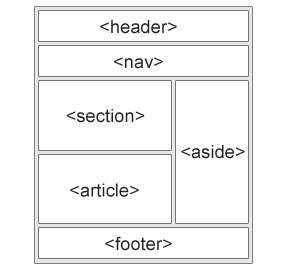 <header>
<nav>
<section>
<aside>
<article>
<footer>